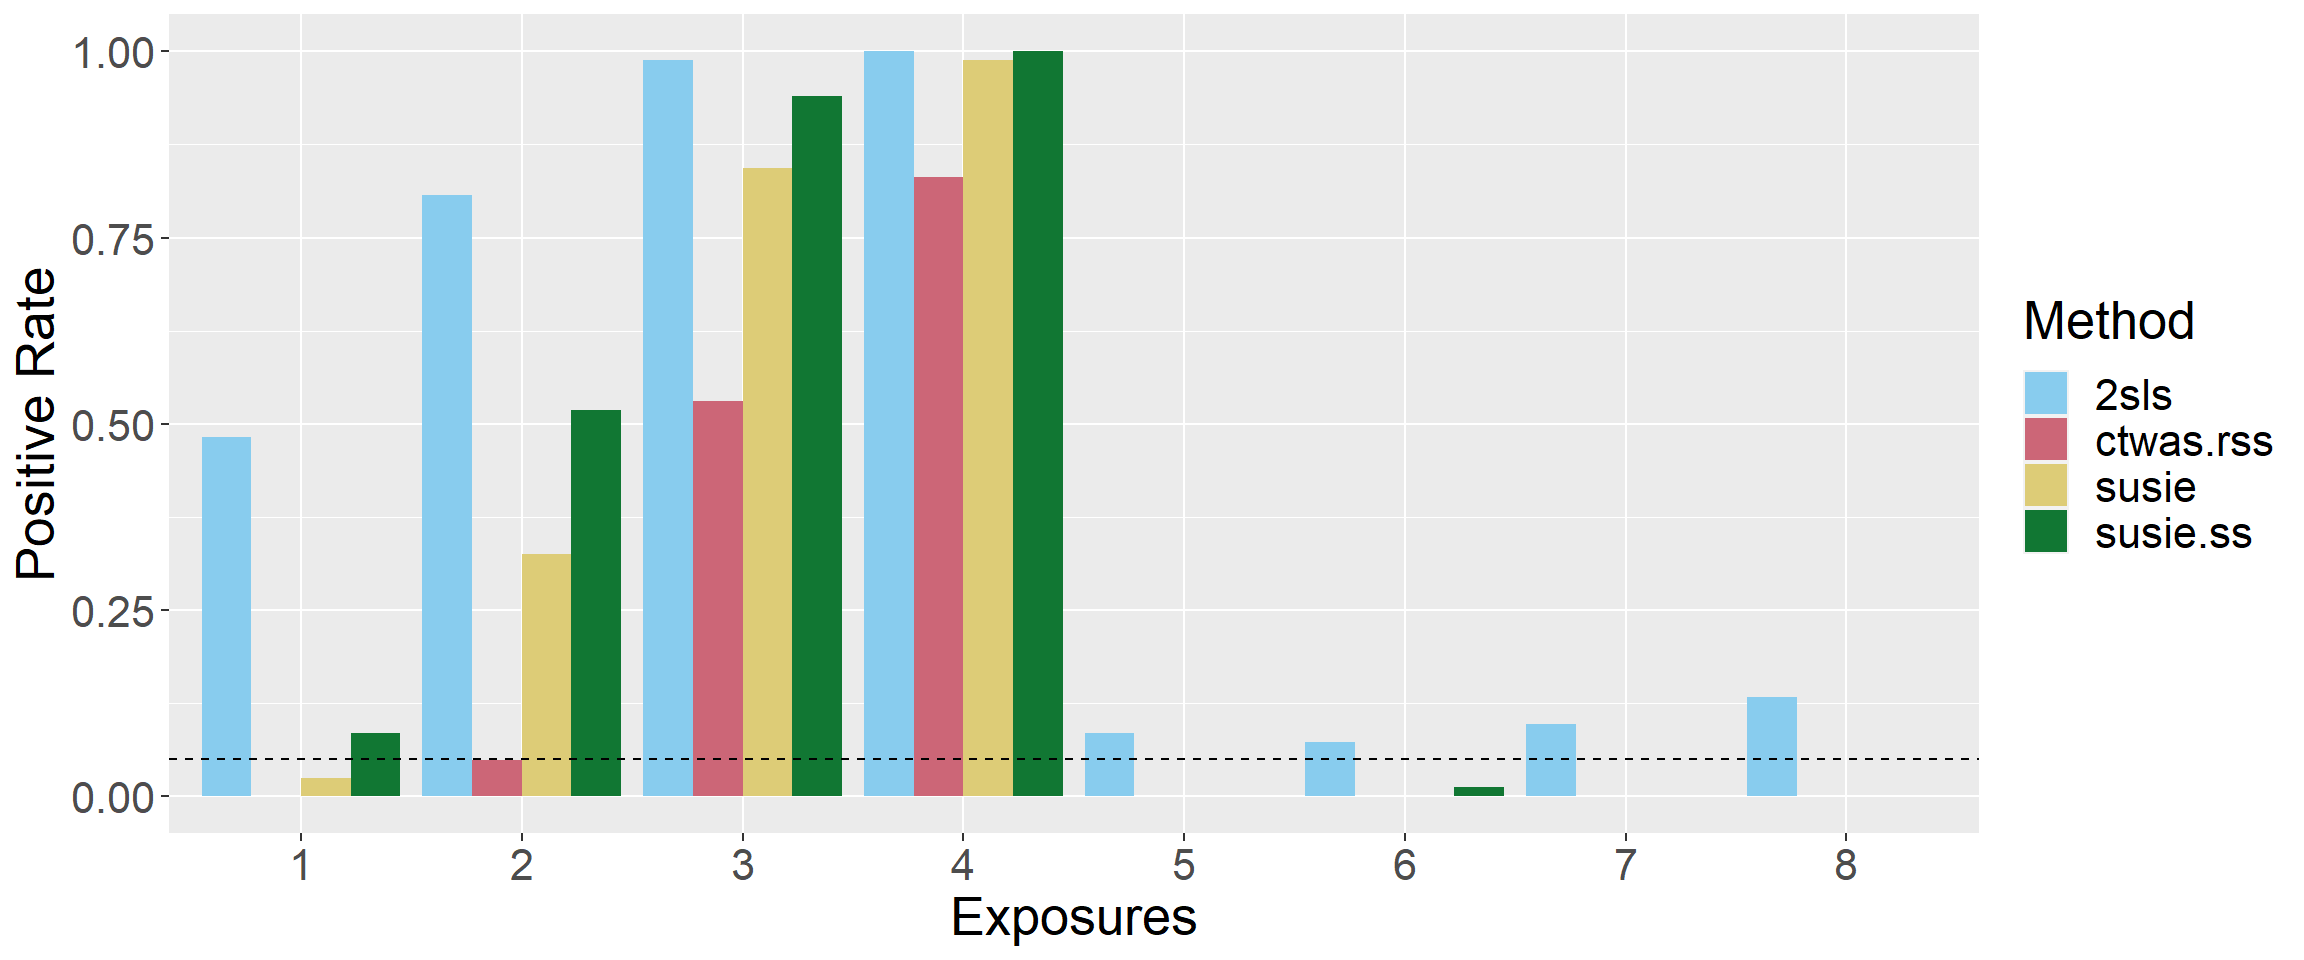 Positive Rate
1.00
0.75
0.50
0.25
0.00
1 2 3 4 5 6 7 8
Exposures
Method
2sls
ctwas.rss
susie
susie.ss